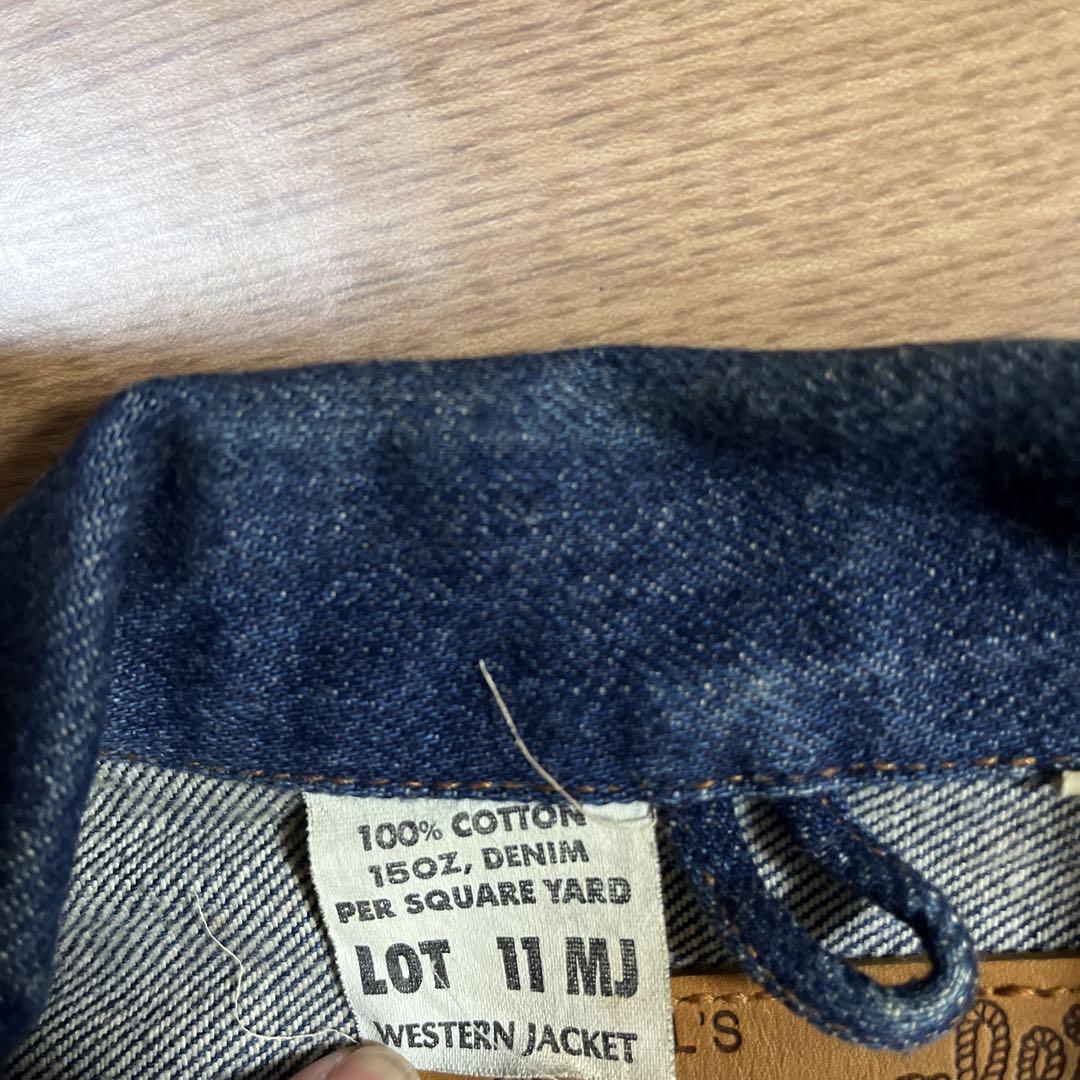 100% COTTON
15OZ, DENIM
PER SQUARE YARD
LOT 11 MJ
WESTERN JACKET
L'S